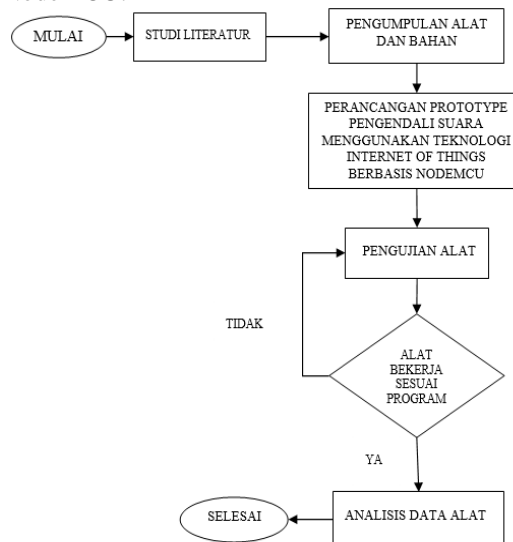 MULAI
STUDI LITERATUR
PENGUMPULAN ALAT
DAN BAHAN
PERANCANGAN PROTOTYPE
PENGENDALI SUARA
MENGGUNAKAN TEKNOLOGI
INTERNET OF THINGS
BERBASIS NODEMCU
PENGUJIAN ALAT
TIDAK
ALAT
BEKERJA
SESUAI
PROGRAM
YA
ANALISIS DATA ALAT
SELESAI